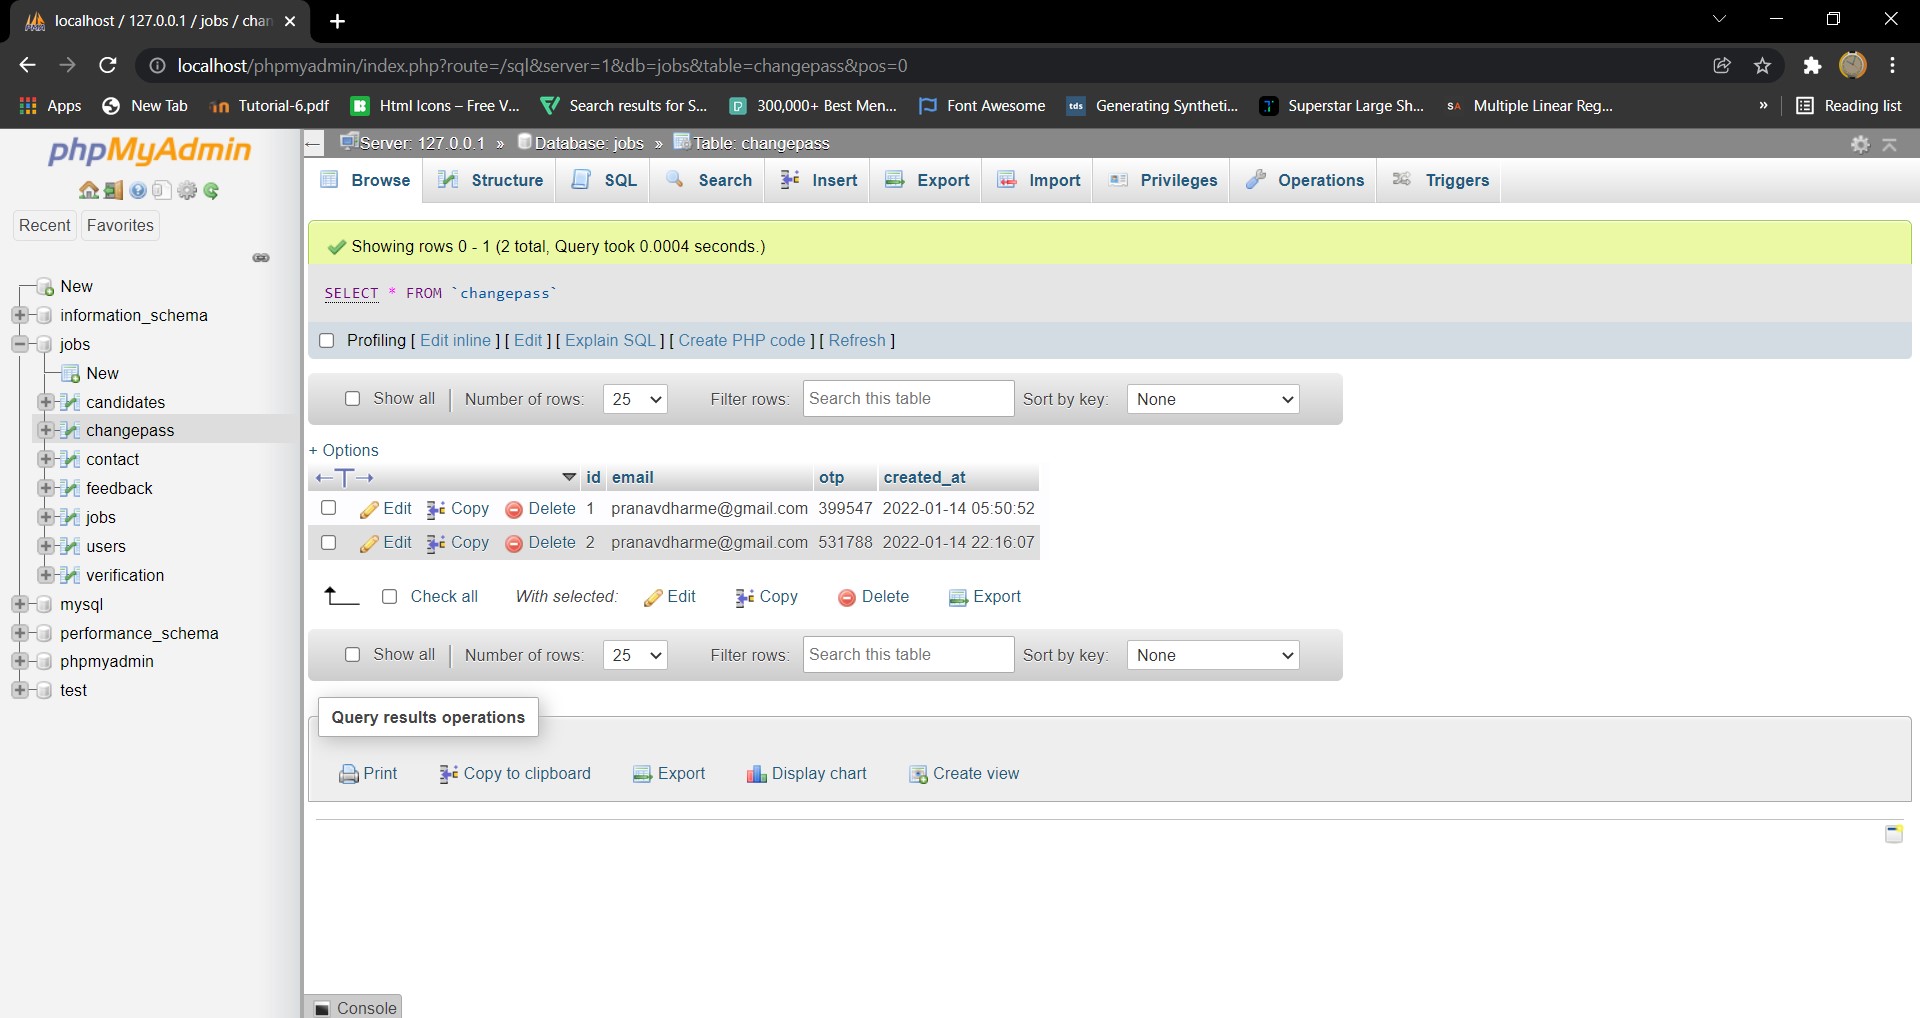 localhost / 127.0.0.1 / jobs / chan
localhost/phpmyadmin/index.php?route=/sql&server=1&db=jobs&table=changepass&pos=0
Apps New Tab Tutorial-6.pdf Html Icons – Free V... Search results for S... 300,000+ Best Men... Font Awesome tds Generating Syntheti... Superstar Large Sh... SA Multiple Linear Reg... » Reading list
phpMyAdmin
Recent Favorites
New
information_schema
jobs
New
candidates
changepass
contact
feedback
jobs
users
verification
mysql
performance_schema
phpmyadmin
test
Server: 127.0.0.1 » Database: jobs » Table: changepass
Browse Structure SQL Search Insert Export Import Privileges Operations Triggers
Showing rows 0 - 1 (2 total, Query took 0.0004 seconds.)
SELECT * FROM `changepass`
Profiling [ Edit inline ] [ Edit ] [ Explain SQL ] [ Create PHP code ] [ Refresh ]
Show all Number of rows: 25 Filter rows: Search this table Sort by key: None
+ Options
←T→ id email otp created_at
Edit Copy Delete 1 pranavdharme@gmail.com 399547 2022-01-14 05:50:52
Edit Copy Delete 2 pranavdharme@gmail.com 531788 2022-01-14 22:16:07
Check all With selected: Edit Copy Delete Export
Show all Number of rows: 25 Filter rows: Search this table Sort by key: None
Query results operations
Print Copy to clipboard Export Display chart Create view
Console